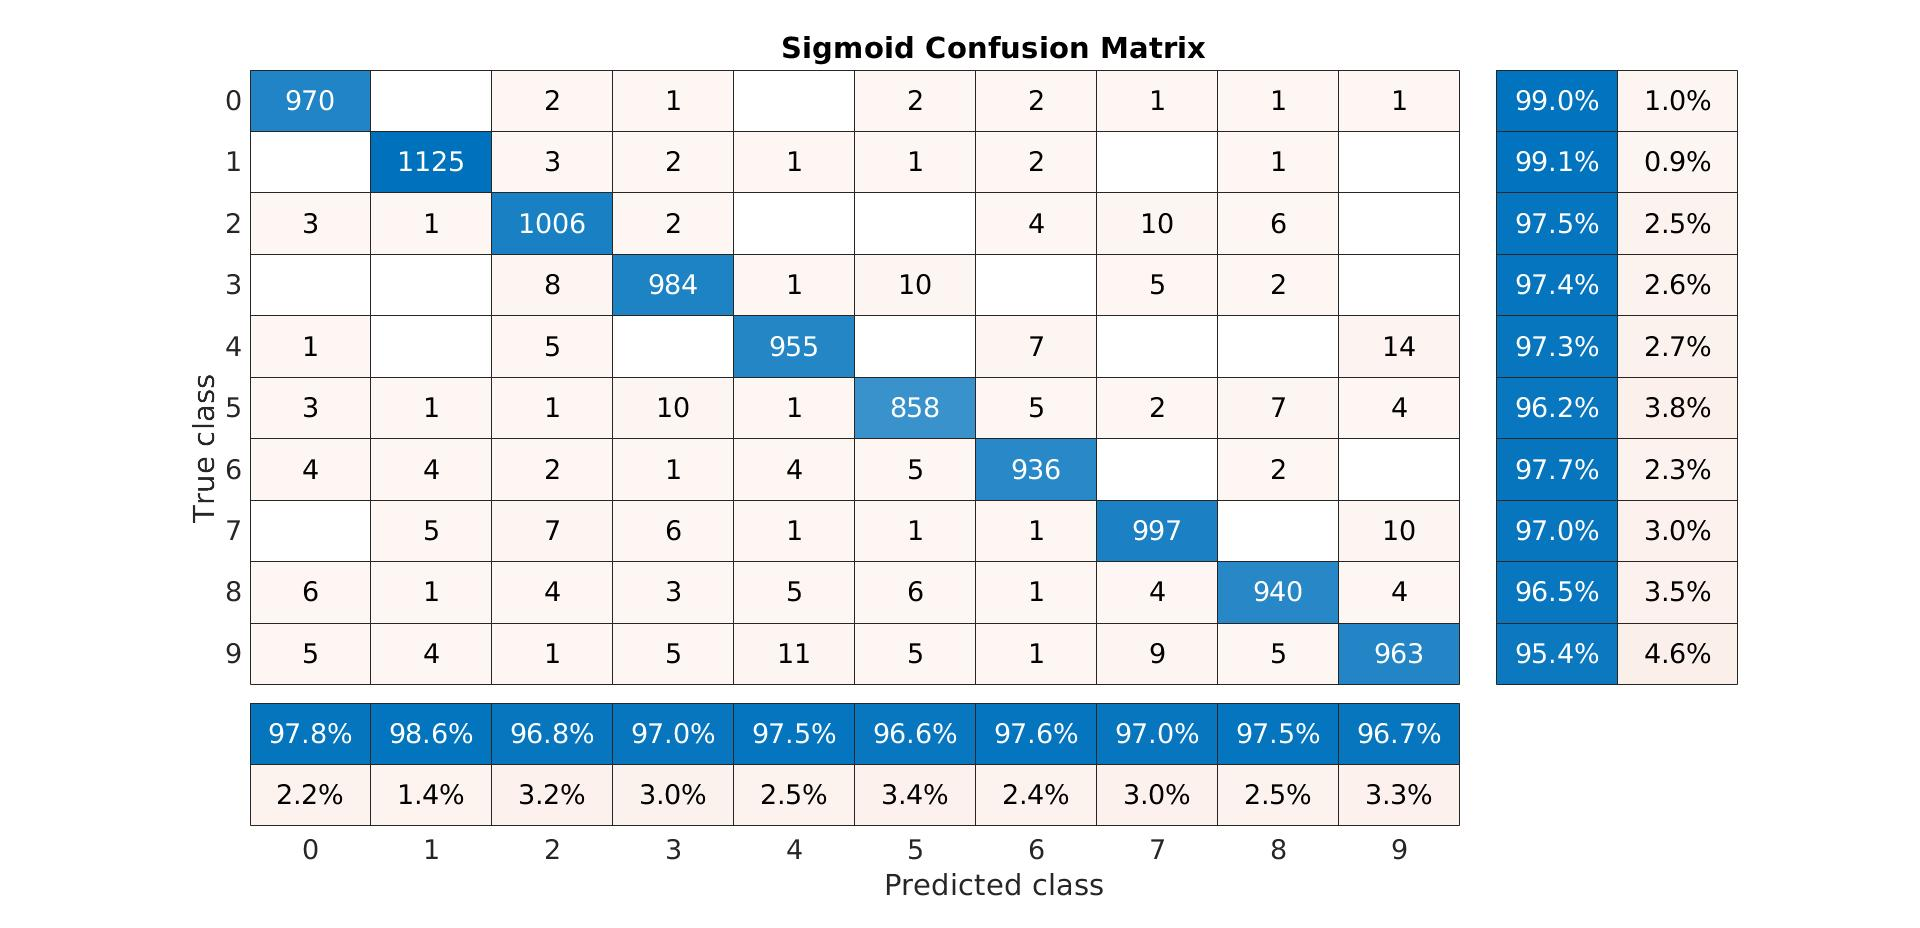 Sigmoid Confusion Matrix
0 970 2 1 2 2 1 1 1 99.0% 1.0%
1 1125 3 2 1 1 2 1 99.1% 0.9%
2 3 1 1006 2 4 10 6 97.5% 2.5%
3 8 984 1 10 5 2 97.4% 2.6%
4 1 5 955 7 14 97.3% 2.7%
5 3 1 1 10 1 858 5 2 7 4 96.2% 3.8%
6 4 4 2 1 4 5 936 2 97.7% 2.3%
7 5 7 6 1 1 1 997 10 97.0% 3.0%
8 6 1 4 3 5 6 1 4 940 4 96.5% 3.5%
9 5 4 1 5 11 5 1 9 5 963 95.4% 4.6%
True class
97.8% 98.6% 96.8% 97.0% 97.5% 96.6% 97.6% 97.0% 97.5% 96.7%
2.2% 1.4% 3.2% 3.0% 2.5% 3.4% 2.4% 3.0% 2.5% 3.3%
0 1 2 3 4 5 6 7 8 9
Predicted class